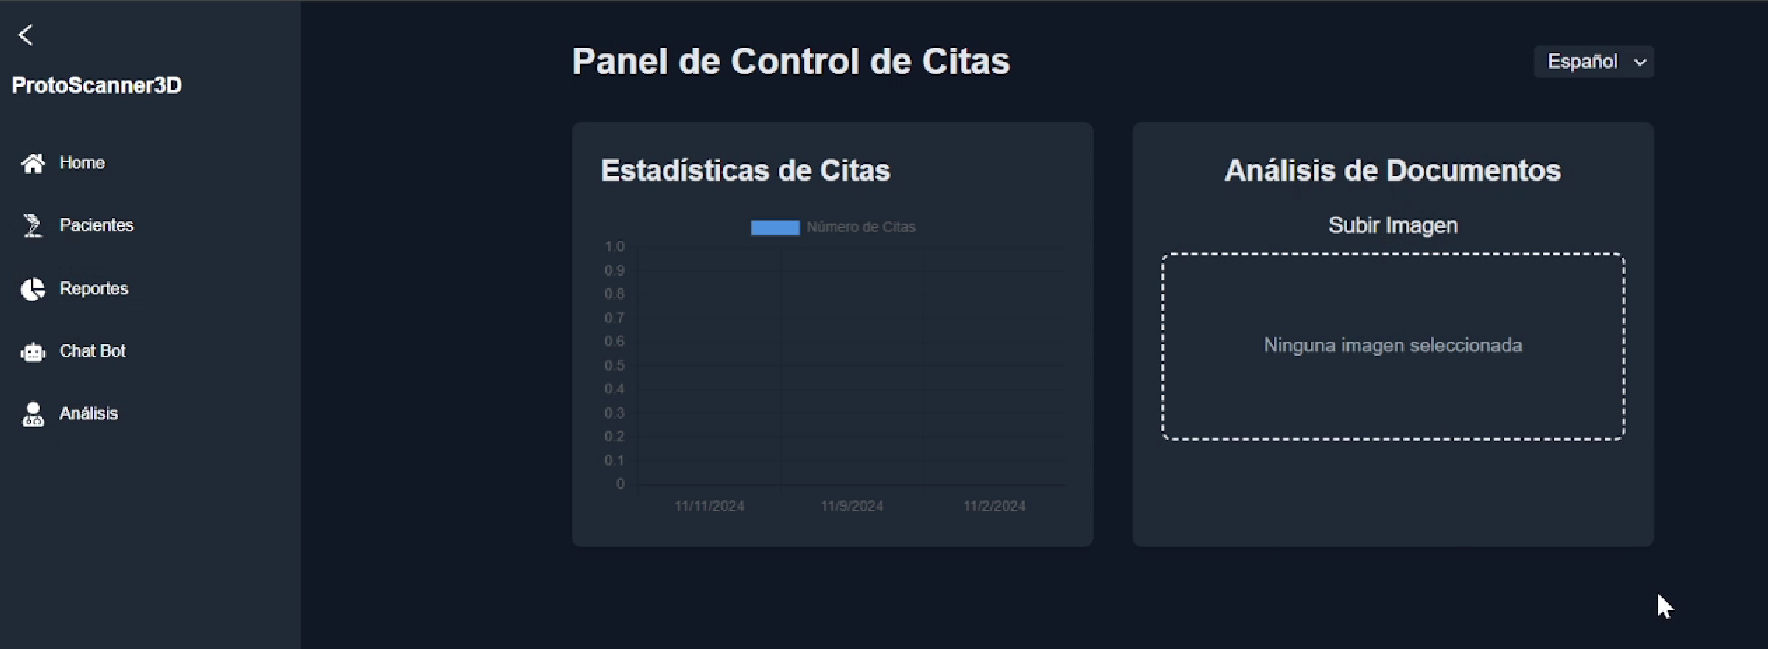 ProtoScanner3D
Home
Pacientes
Reportes
Chat Bot
Análisis
Panel de Control de Citas
Español
Estadísticas de Citas
Número de Citas
1.0
0.9
0.8
0.7
0.6
0.5
0.4
0.3
0.2
0.1
0
11/11/2024 11/9/2024 11/2/2024
Análisis de Documentos
Subir Imagen
Ninguna imagen seleccionada